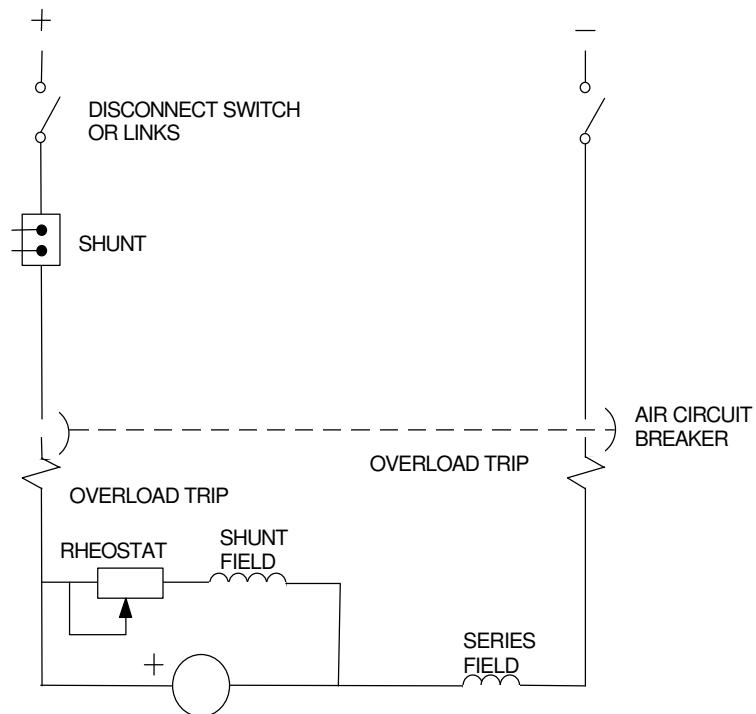 +
−
DISCONNECT SWITCH
OR LINKS
SHUNT
AIR CIRCUIT
BREAKER
OVERLOAD TRIP
OVERLOAD TRIP
SHUNT
FIELD
RHEOSTAT
SERIES
FIELD
+